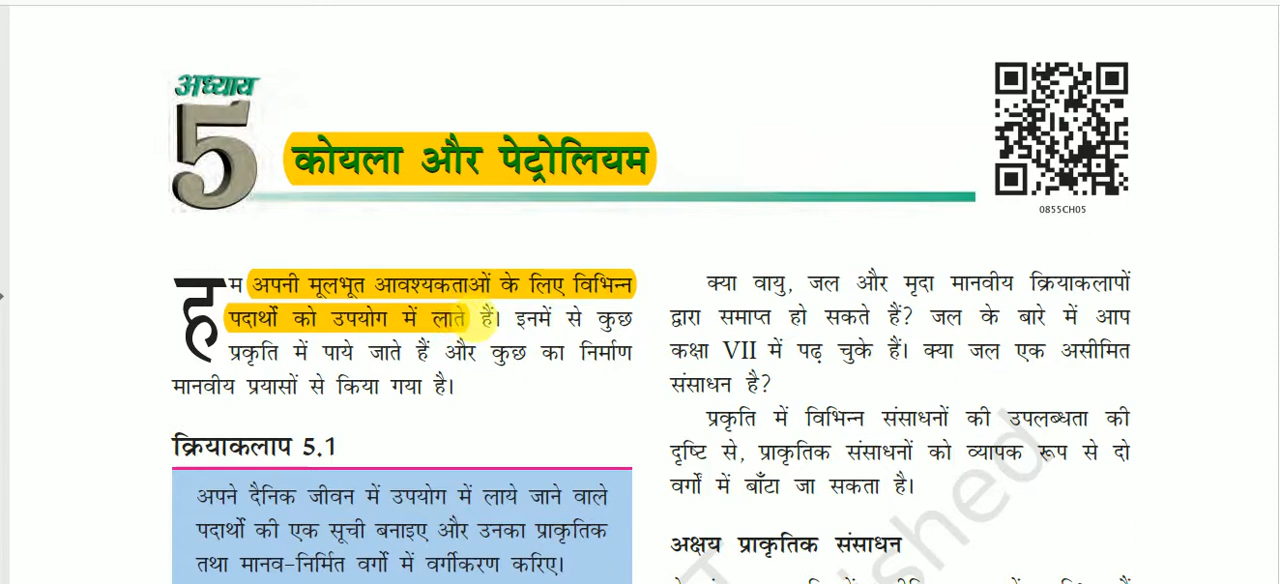 अध्याय
5
कोयला और पेट्रोलियम
0855CH05
हम अपनी मूलभूत आवश्यकताओं के लिए विभिन्न
पदार्थों को उपयोग में लाते हैं। इनमें से कुछ
प्रकृति में पाये जाते हैं और कुछ का निर्माण
मानवीय प्रयासों से किया गया है।
क्रियाकलाप 5.1
अपने दैनिक जीवन में उपयोग में लाये जाने वाले
पदार्थों की एक सूची बनाइए और उनका प्राकृतिक
तथा मानव-निर्मित वर्गों में वर्गीकरण करिए।
क्या वायु, जल और मृदा मानवीय क्रियाकलापों
द्वारा समाप्त हो सकते हैं? जल के बारे में आप
कक्षा VII में पढ़ चुके हैं। क्या जल एक असीमित
संसाधन है?
प्रकृति में विभिन्न संसाधनों की उपलब्धता की
दृष्टि से, प्राकृतिक संसाधनों को व्यापक रूप से दो
वर्गों में बाँटा जा सकता है।
अक्षय प्राकृतिक संसाधन